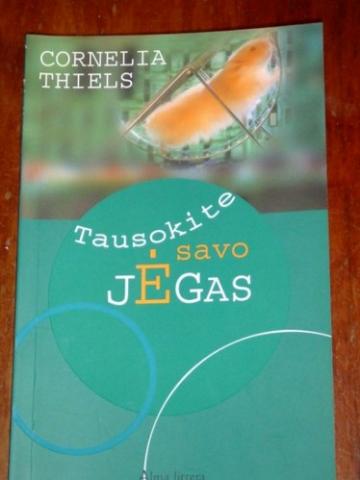 CORNELIA
THIELS
Tausokite
savo
JĖGAS
Alma littera